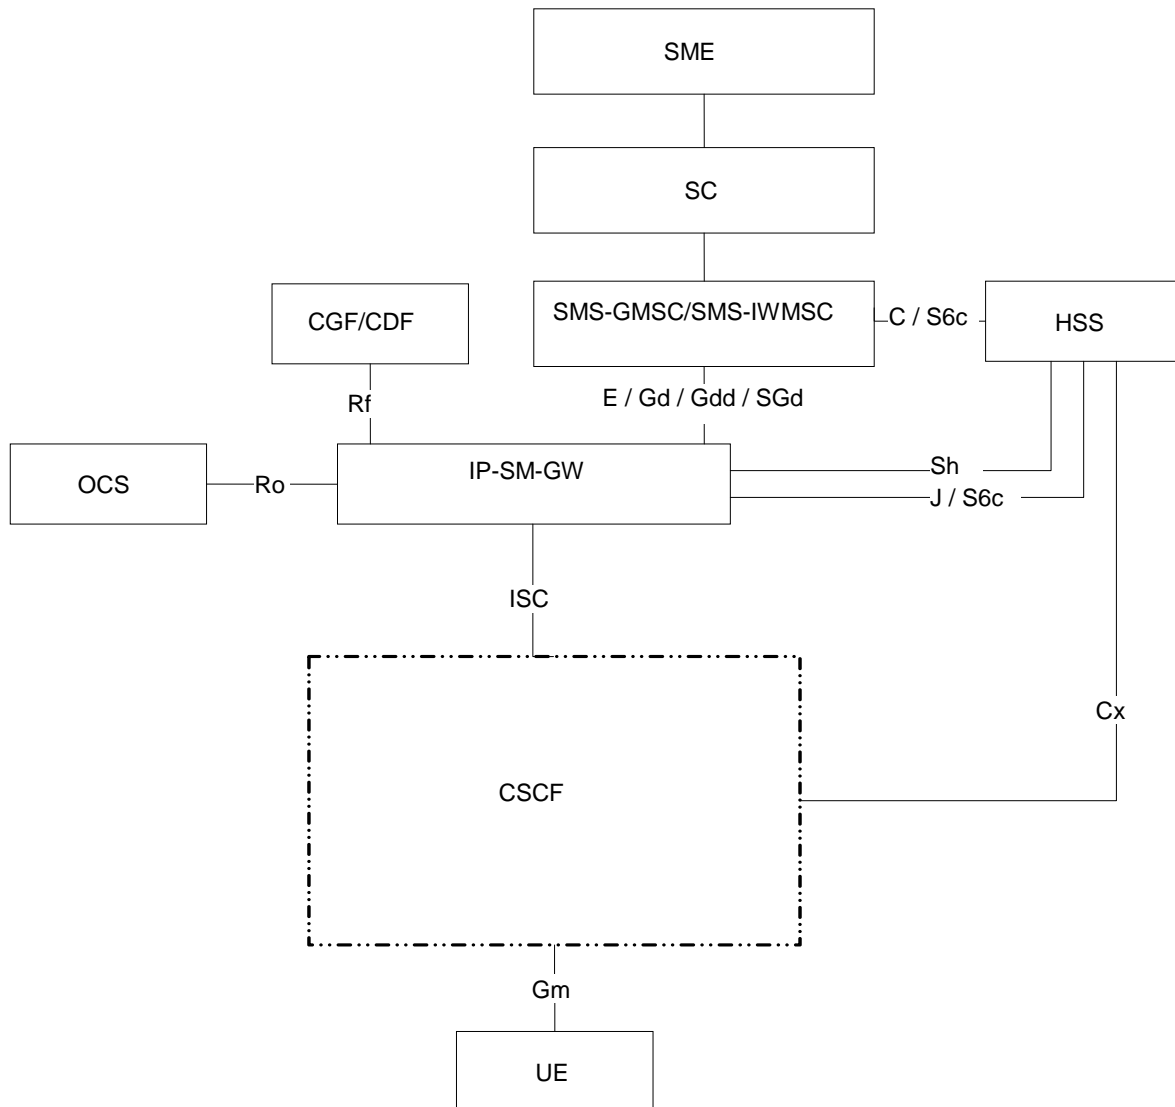 SME
SC
SMS-GMSC/SMS-IWMSC
C / S6c
HSS
CGF/CDF
Rf
E / Gd / Gdd / SGd
OCS
Ro
IP-SM-GW
Sh
J / S6c
ISC
Cx
CSCF
Gm
UE